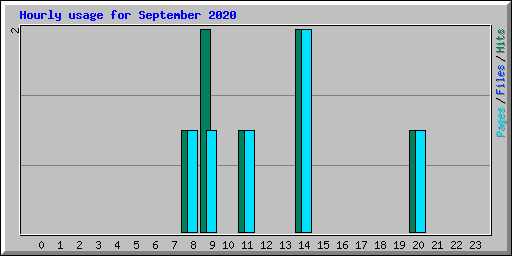 Hourly usage for September 2020
2
Pages/Files/Hits
0 1 2 3 4 5 6 7 8 9 10 11 12 13 14 15 16 17 18 19 20 21 22 23